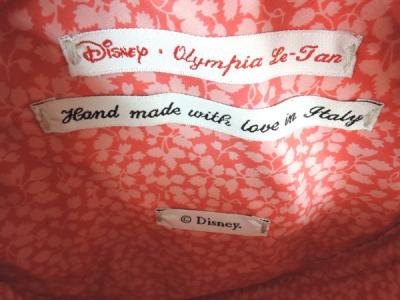 Disney · Olympia Le-Tan
Hand made with love in Italy
© Disney.